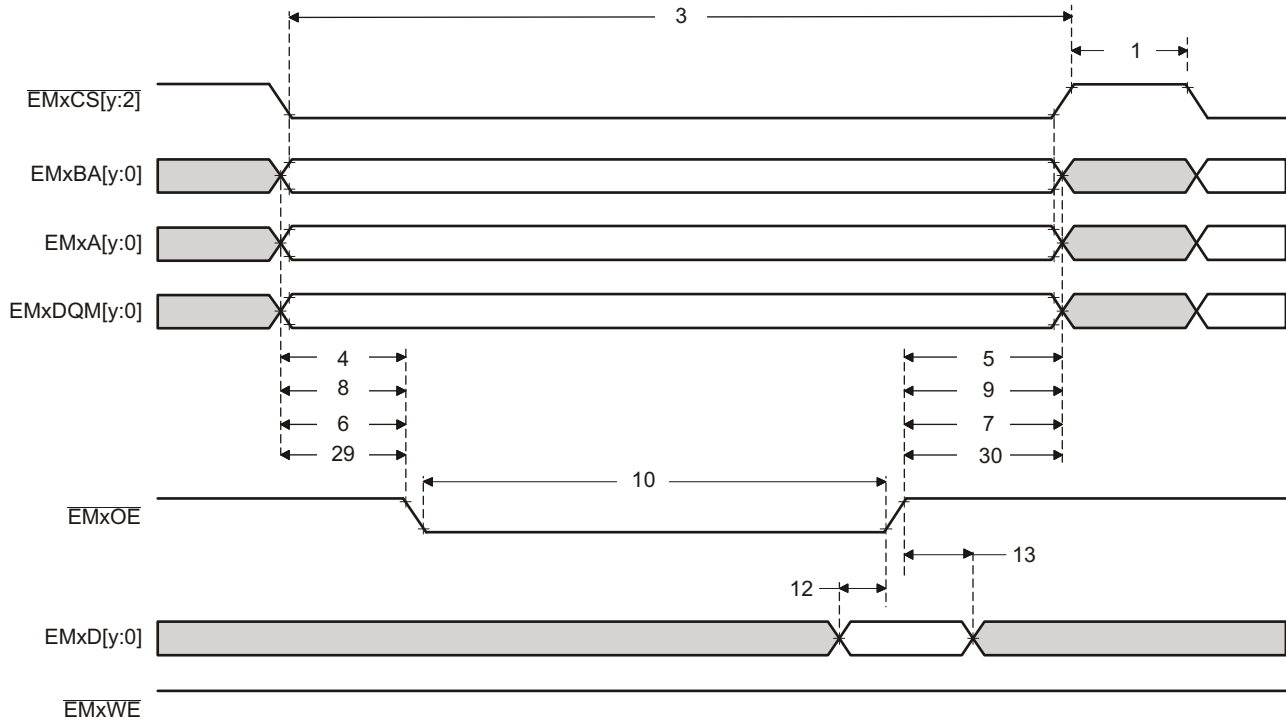 3
1
EMxCS[y:2]
EMxBA[y:0]
EMxA[y:0]
EMxDQM[y:0]
4 5
8 9
6 7
29 30
10
EMxOE
13
12
EMxD[y:0]
EMxWE